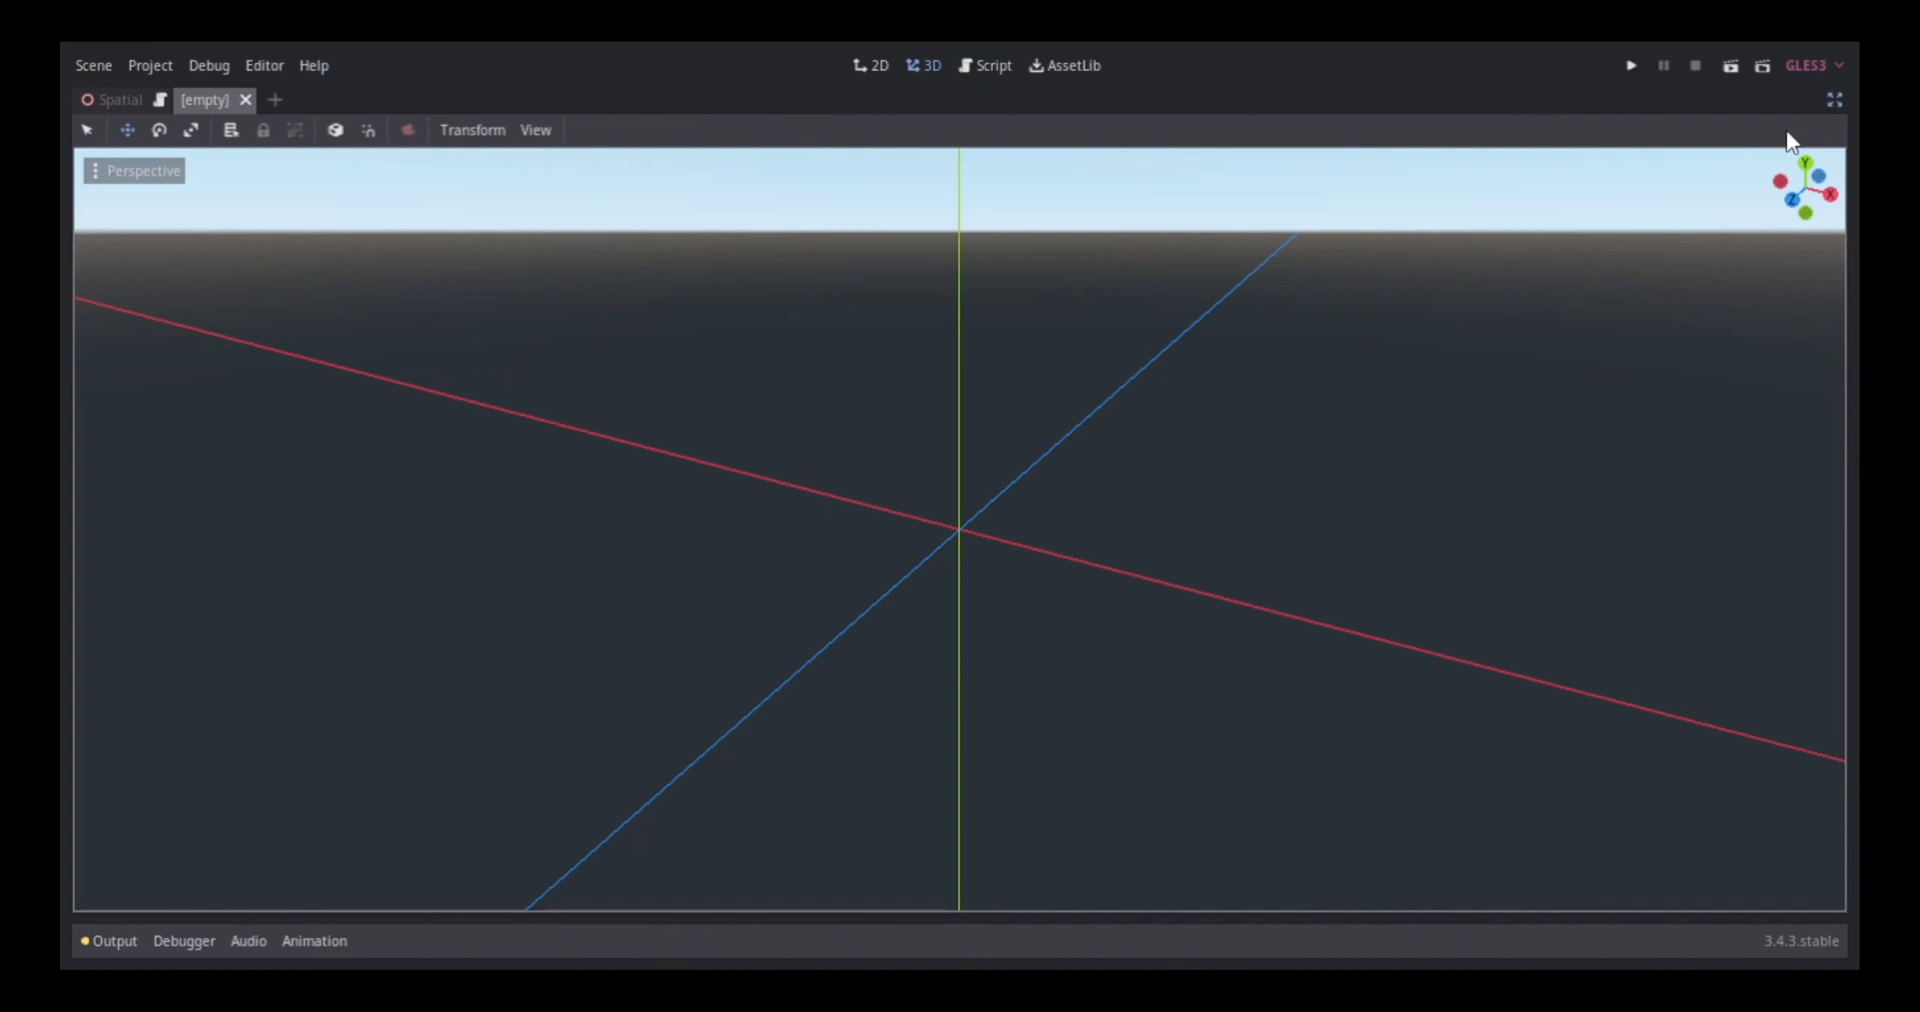 Scene Project Debug Editor Help 2D 3D Script AssetLib GLES3
Spatial [empty]
Transform View
Perspective
Y
X
Z
Output Debugger Audio Animation 3.4.3.stable